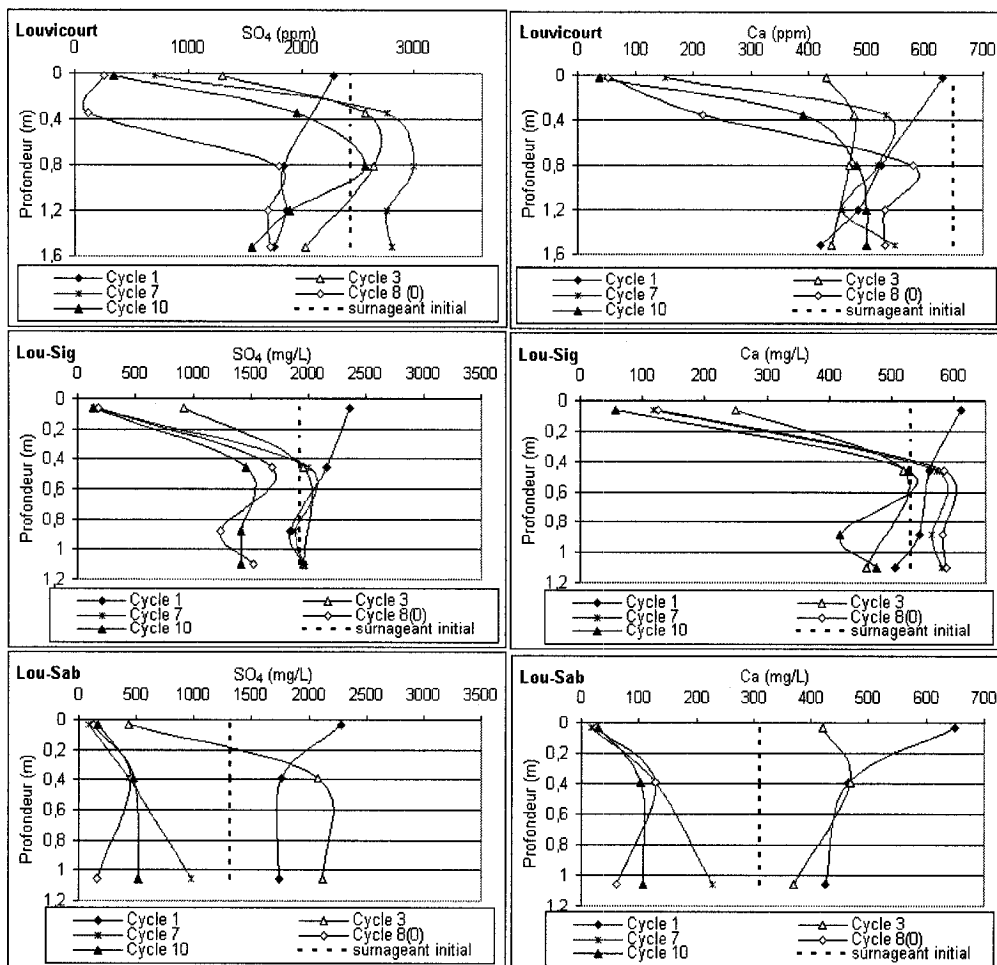 Louvicourt
SO₄ (ppm)
0 1000 2000 3000
Profondeur (m)
0
0,4
0,8
1,2
1,6
Cycle 1
Cycle 3
Cycle 7
Cycle 8 (0)
Cycle 10
surnageant initial
Louvicourt
Ca (ppm)
0 100 200 300 400 500 600 700
Profondeur (m)
0
0,4
0,8
1,2
1,6
Cycle 1
Cycle 3
Cycle 7
Cycle 8 (0)
Cycle 10
surnageant initial
Lou-Sig
SO₄ (mg/L)
0 500 1000 1500 2000 2500 3000 3500
Profondeur (m)
0
0,2
0,4
0,6
0,8
1
1,2
Cycle 1
Cycle 3
Cycle 7
Cycle 8(0)
Cycle 10
surnageant initial
Lou-Sig
Ca (mg/L)
0 100 200 300 400 500 600
Profondeur (m)
0
0,2
0,4
0,6
0,8
1
1,2
Cycle 1
Cycle 3
Cycle 7
Cycle 8(0)
Cycle 10
surnageant initial
Lou-Sab
SO₄ (mg/L)
0 500 1000 1500 2000 2500 3000 3500
Profondeur (m)
0
0,2
0,4
0,6
0,8
1
1,2
Cycle 1
Cycle 3
Cycle 7
Cycle 8(0)
Cycle 10
surnageant initial
Lou-Sab
Ca (mg/L)
0 100 200 300 400 500 600 700
Profondeur (m)
0
0,2
0,4
0,6
0,8
1
1,2
Cycle 1
Cycle 3
Cycle 7
Cycle 8(0)
Cycle 10
surnageant initial